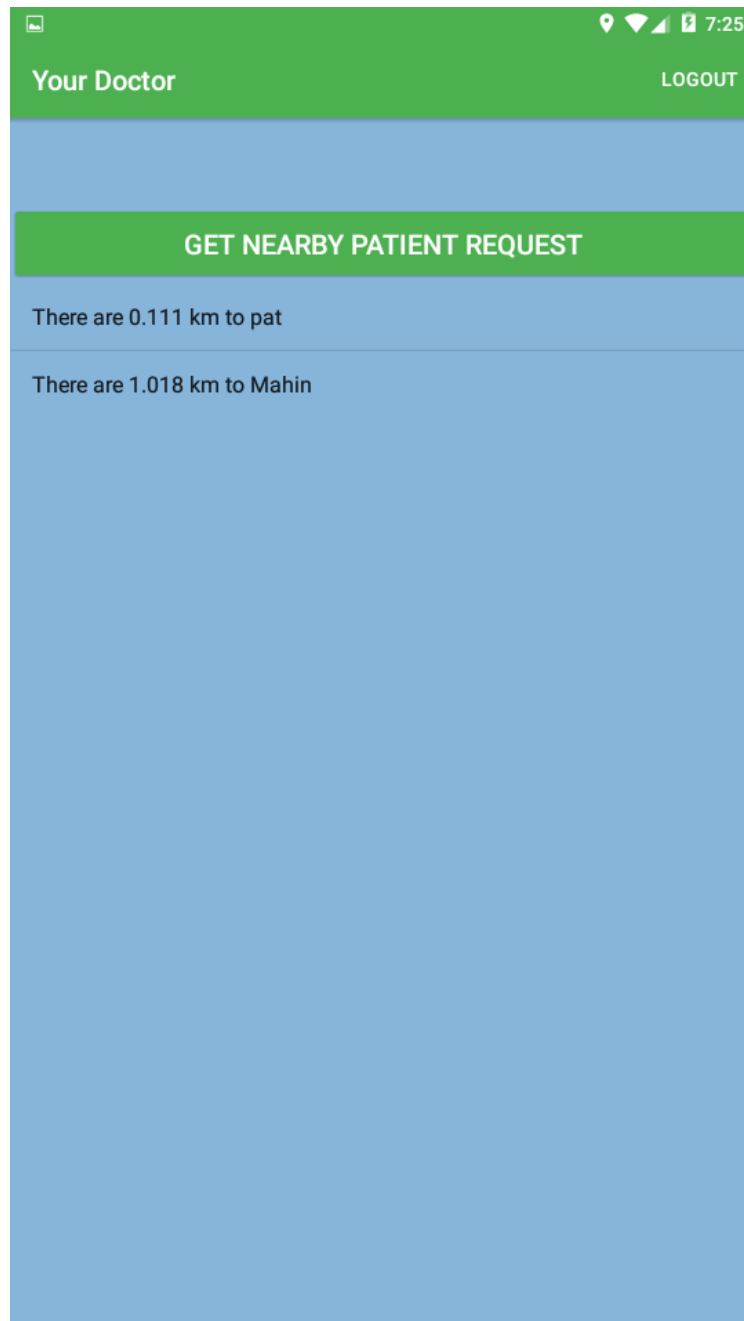 7:25
Your Doctor
LOGOUT
GET NEARBY PATIENT REQUEST
There are 0.111 km to pat
There are 1.018 km to Mahin